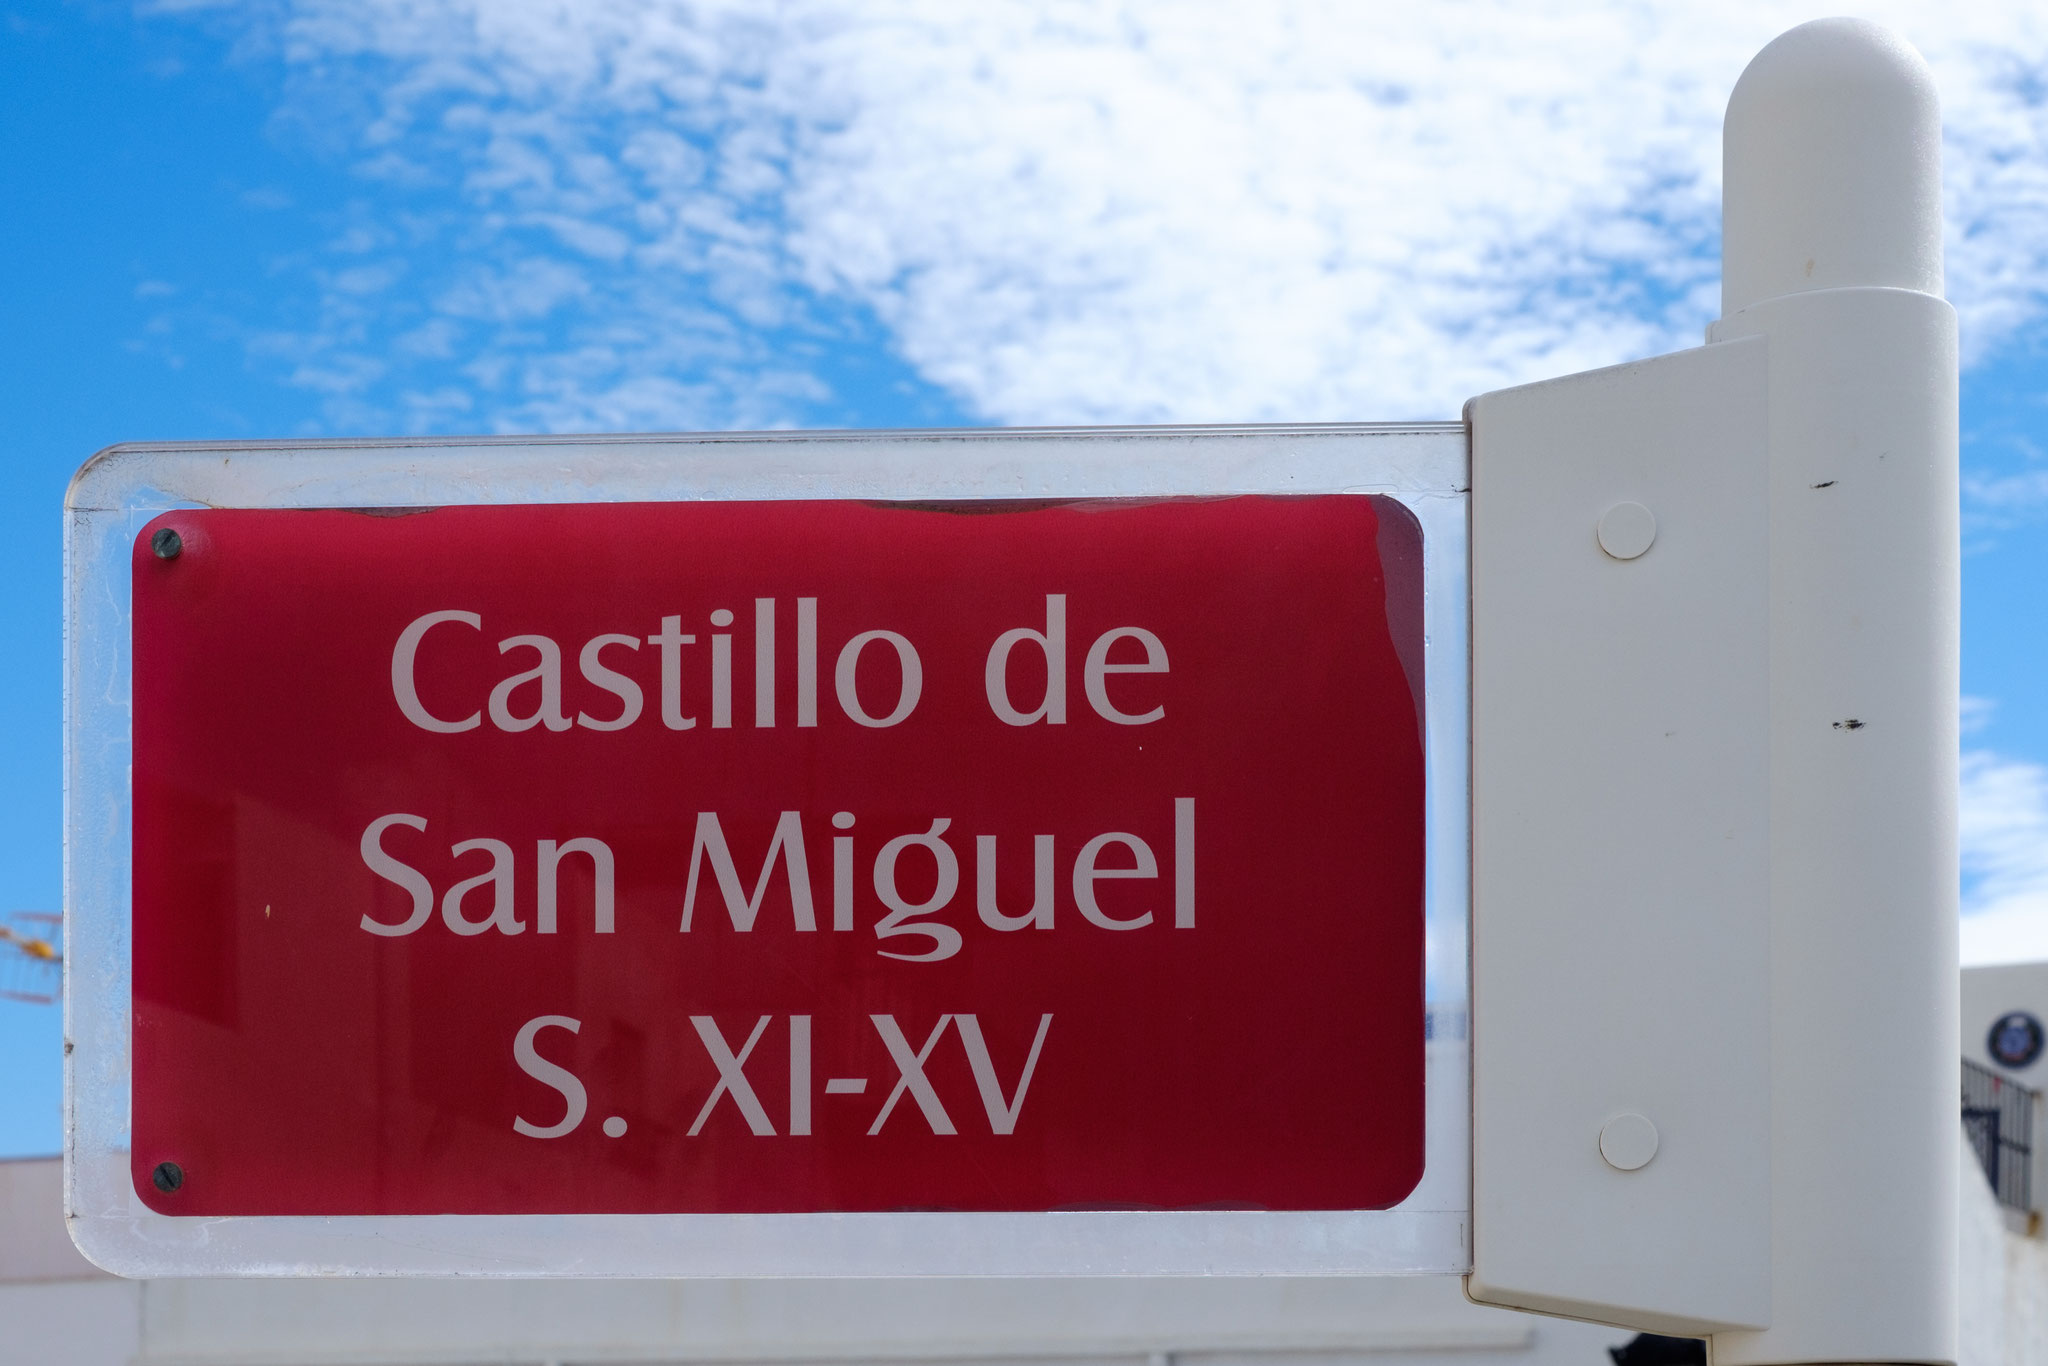 Castillo de
San Miguel
S. XI-XV